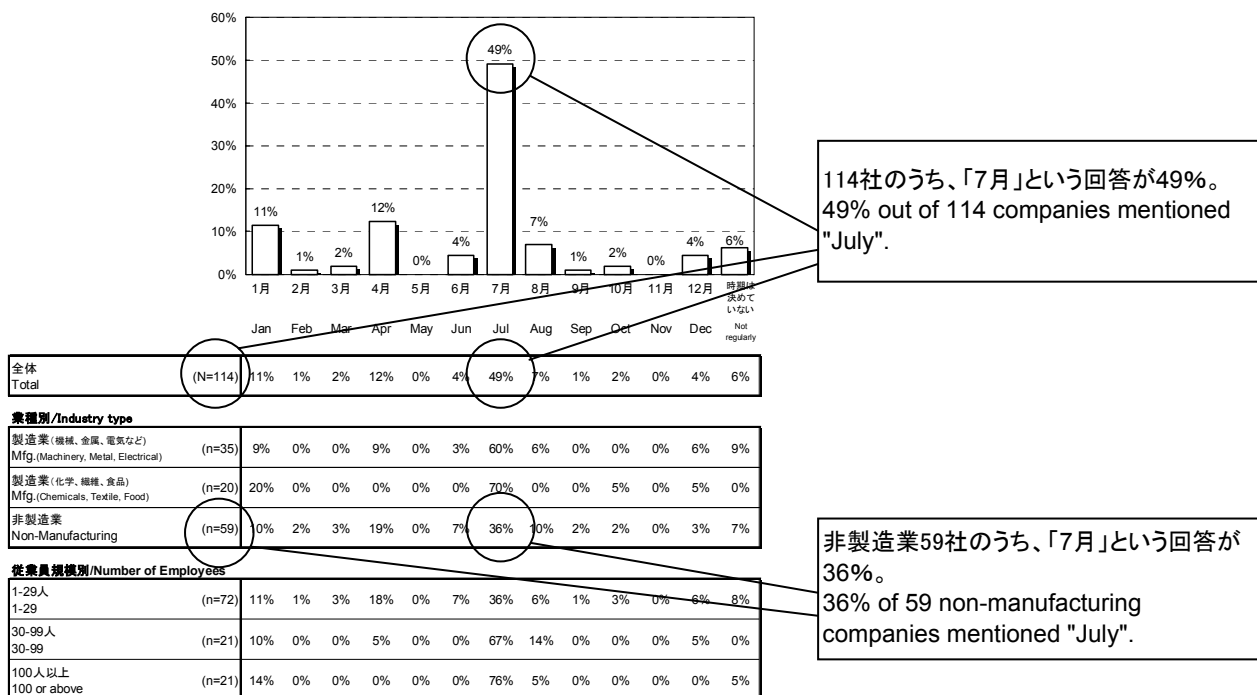 60%
50%
40%
30%
20%
10%
0%
11%
1%
2%
12%
0%
4%
49%
7%
1%
2%
0%
4%
6%
1月 2月 3月 4月 5月 6月 7月 8月 9月 10月 11月 12月 時期は
決めて
いない
Jan Feb Mar Apr May Jun Jul Aug Sep Oct Nov Dec Not
regularly
114社のうち、「7月」という回答が49%。
49% out of 114 companies mentioned
"July".
全体
Total (N=114) 11% 1% 2% 12% 0% 4% 49% 7% 1% 2% 0% 4% 6%
業種別/Industry type
製造業(機械、金属、電気など)
Mfg.(Machinery, Metal, Electrical) (n=35) 9% 0% 0% 9% 0% 3% 60% 6% 0% 0% 0% 6% 9%
製造業(化学、繊維、食品)
Mfg.(Chemicals, Textile, Food) (n=20) 20% 0% 0% 0% 0% 0% 70% 0% 0% 5% 0% 5% 0%
非製造業
Non-Manufacturing (n=59) 10% 2% 3% 19% 0% 7% 36% 10% 2% 2% 0% 3% 7%
非製造業59社のうち、「7月」という回答が
36%。
36% of 59 non-manufacturing
companies mentioned "July".
従業員規模別/Number of Employees
1-29人
1-29 (n=72) 11% 1% 3% 18% 0% 7% 36% 6% 1% 3% 0% 6% 8%
30-99人
30-99 (n=21) 10% 0% 0% 5% 0% 0% 67% 14% 0% 0% 0% 5% 0%
100人以上
100 or above (n=21) 14% 0% 0% 0% 0% 0% 76% 5% 0% 0% 0% 0% 5%